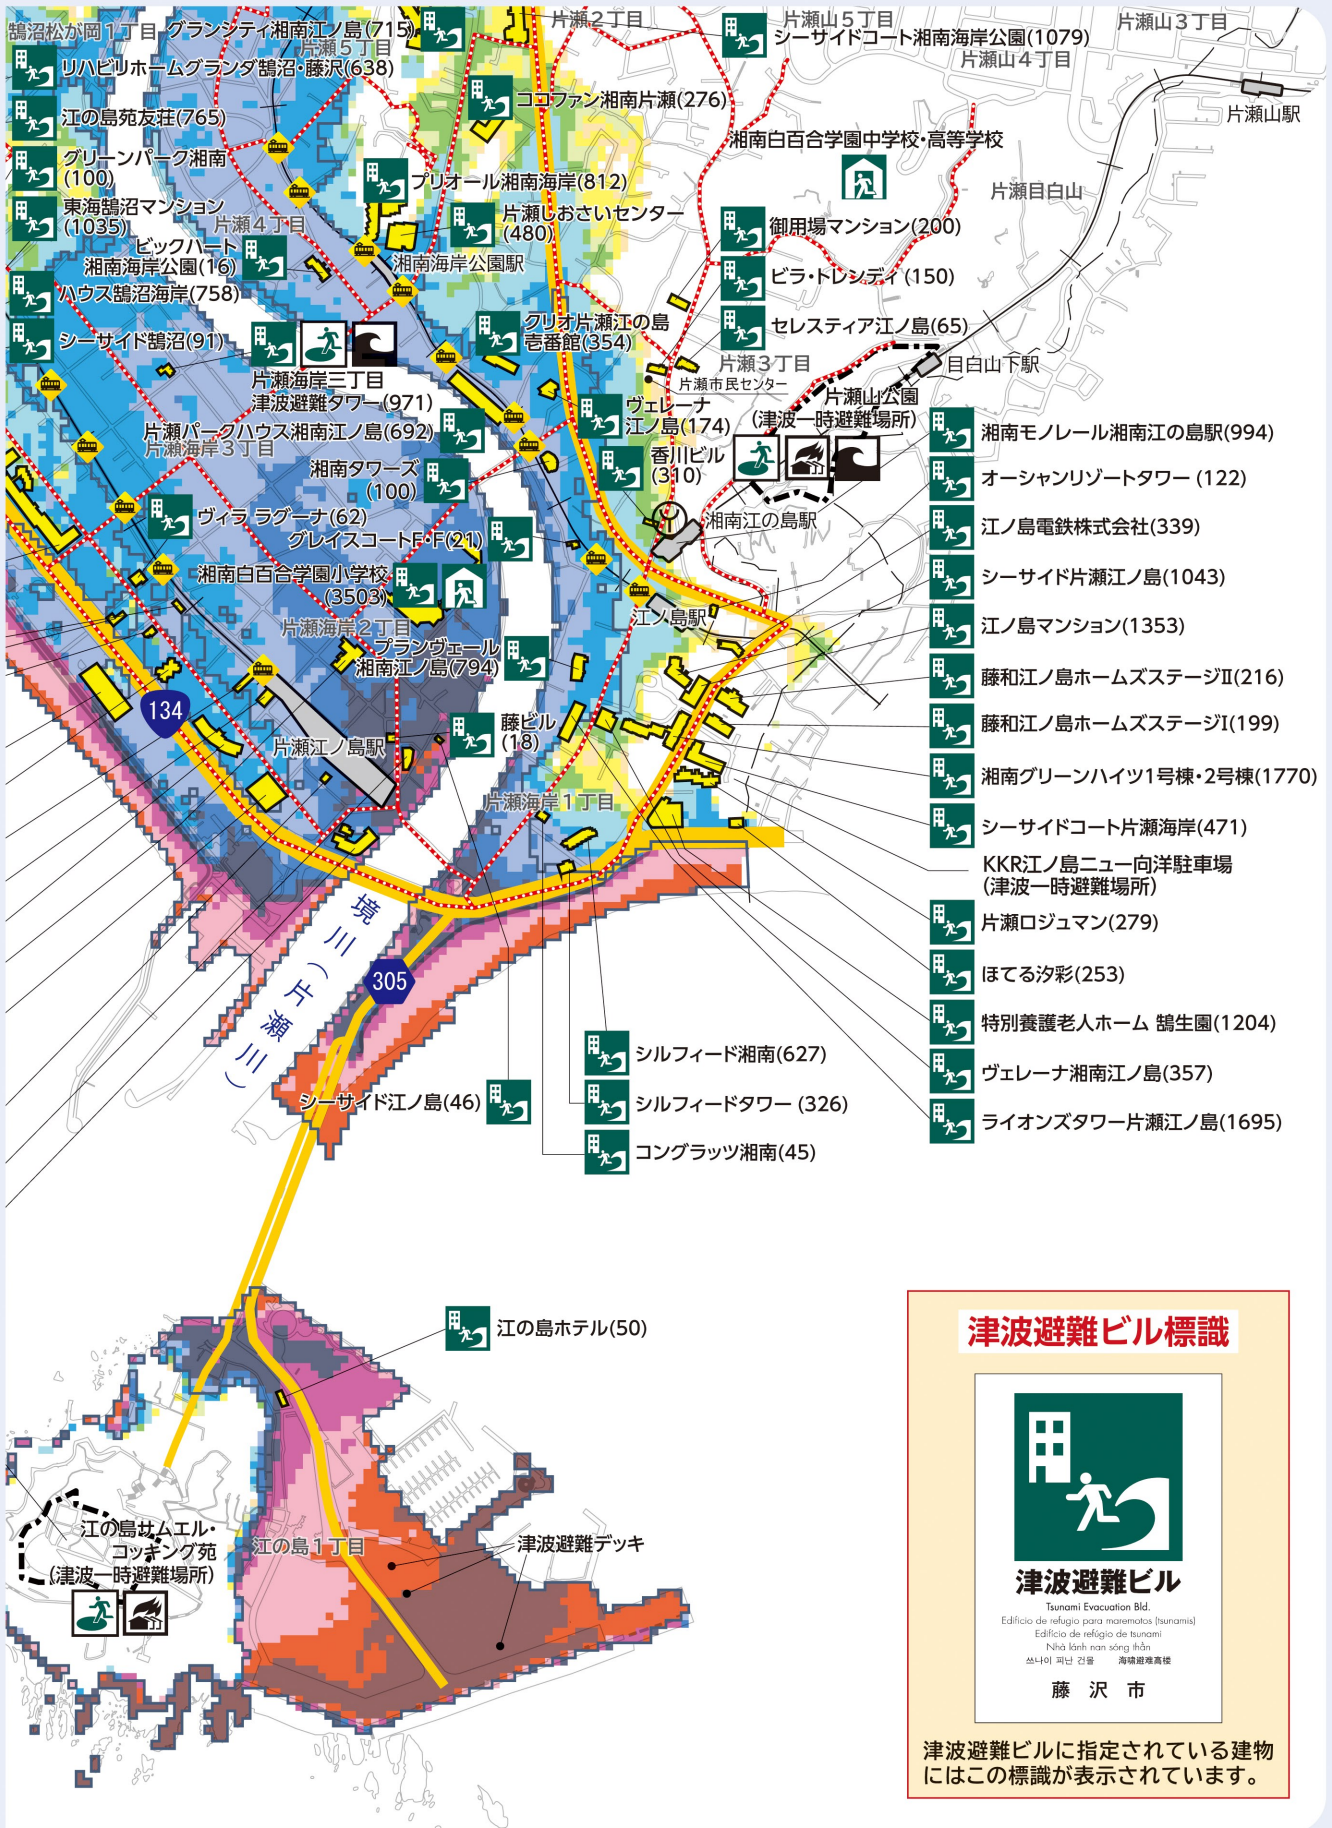 鵠沼松が岡1丁目
グランシティ湘南江ノ島(715)
片瀬5丁目
リハビリホームグランダ鵠沼・藤沢(638)
江の島苑友荘(765)
グリーンパーク湘南
(100)
東海鵠沼マンション
(1035)
片瀬4丁目
ビックハート
湘南海岸公園(16)
ハウス鵠沼海岸(758)
シーサイド鵠沼(91)
片瀬2丁目
片瀬山5丁目
シーサイドコート湘南海岸公園(1079)
片瀬山4丁目
片瀬山3丁目
片瀬山駅
ココファン湘南片瀬(276)
湘南白百合学園中学校・高等学校
片瀬目白山
プリオール湘南海岸(812)
片瀬しおさいセンター
(480)
湘南海岸公園駅
御用場マンション(200)
ビラ・トレンディ(150)
セレスティア江ノ島(65)
クリオ片瀬江の島
壱番館(354)
片瀬3丁目
片瀬市民センター
目白山下駅
片瀬海岸三丁目
津波避難タワー(971)
片瀬パークハウス湘南江ノ島(692)
片瀬海岸3丁目
ヴェレーナ
江ノ島(174)
片瀬山公園
(津波一時避難場所)
香川ビル
(310)
湘南タワーズ
(100)
ヴィラ ラグーナ(62)
グレイスコートF・F(21)
湘南江の島駅
湘南白百合学園小学校
(3503)
片瀬海岸2丁目
江ノ島駅
プランヴェール
湘南江ノ島(794)
134
藤ビル
(18)
片瀬江ノ島駅
片瀬海岸1丁目
湘南モノレール湘南江の島駅(994)
オーシャンリゾートタワー (122)
江ノ島電鉄株式会社(339)
シーサイド片瀬江ノ島(1043)
江ノ島マンション(1353)
藤和江ノ島ホームズステージⅡ(216)
藤和江ノ島ホームズステージⅠ(199)
湘南グリーンハイツ1号棟・2号棟(1770)
シーサイドコート片瀬海岸(471)
KKR江ノ島ニュー向洋駐車場
(津波一時避難場所)
片瀬ロジュマン(279)
ほてる汐彩(253)
特別養護老人ホーム 鵠生園(1204)
ヴェレーナ湘南江ノ島(357)
ライオンズタワー片瀬江ノ島(1695)
境川(片瀬川)
305
シルフィード湘南(627)
シルフィードタワー (326)
コングラッツ湘南(45)
シーサイド江ノ島(46)
江の島ホテル(50)
江の島サムエル・
コッキング苑
(津波一時避難場所)
江の島1丁目
津波避難デッキ
津波避難ビル標識
津波避難ビル
Tsunami Evacuation Bld.
Edificio de refugio para maremotos (tsunamis)
Edifício de refúgio de tsunami
Nhà lánh nạn sóng thần
쓰나미 피난 건물 海嘯避難高楼
藤沢市
津波避難ビルに指定されている建物
にはこの標識が表示されています。